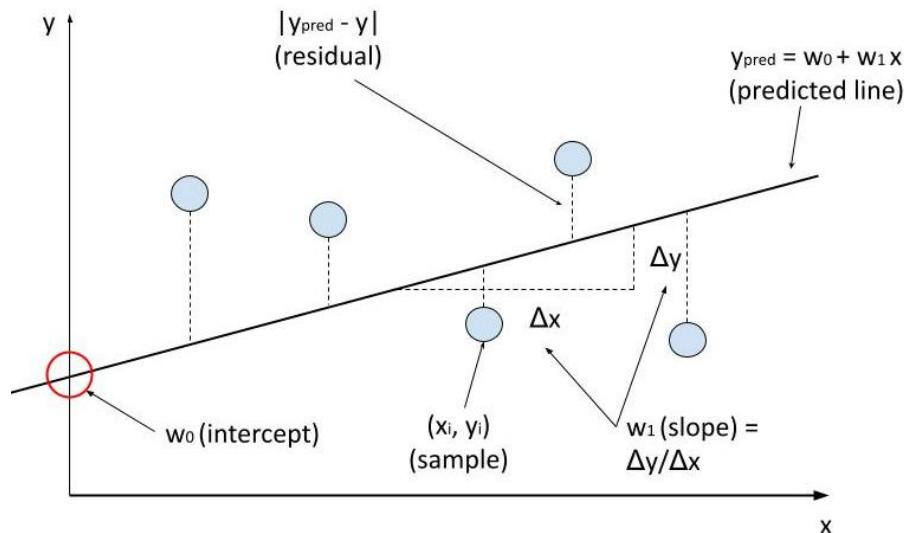 y
|ypred - y|
(residual)
ypred = w0 + w1 x
(predicted line)
Δy
Δx
w0 (intercept)
(xi, yi)
(sample)
w1 (slope) =
Δy/Δx
x